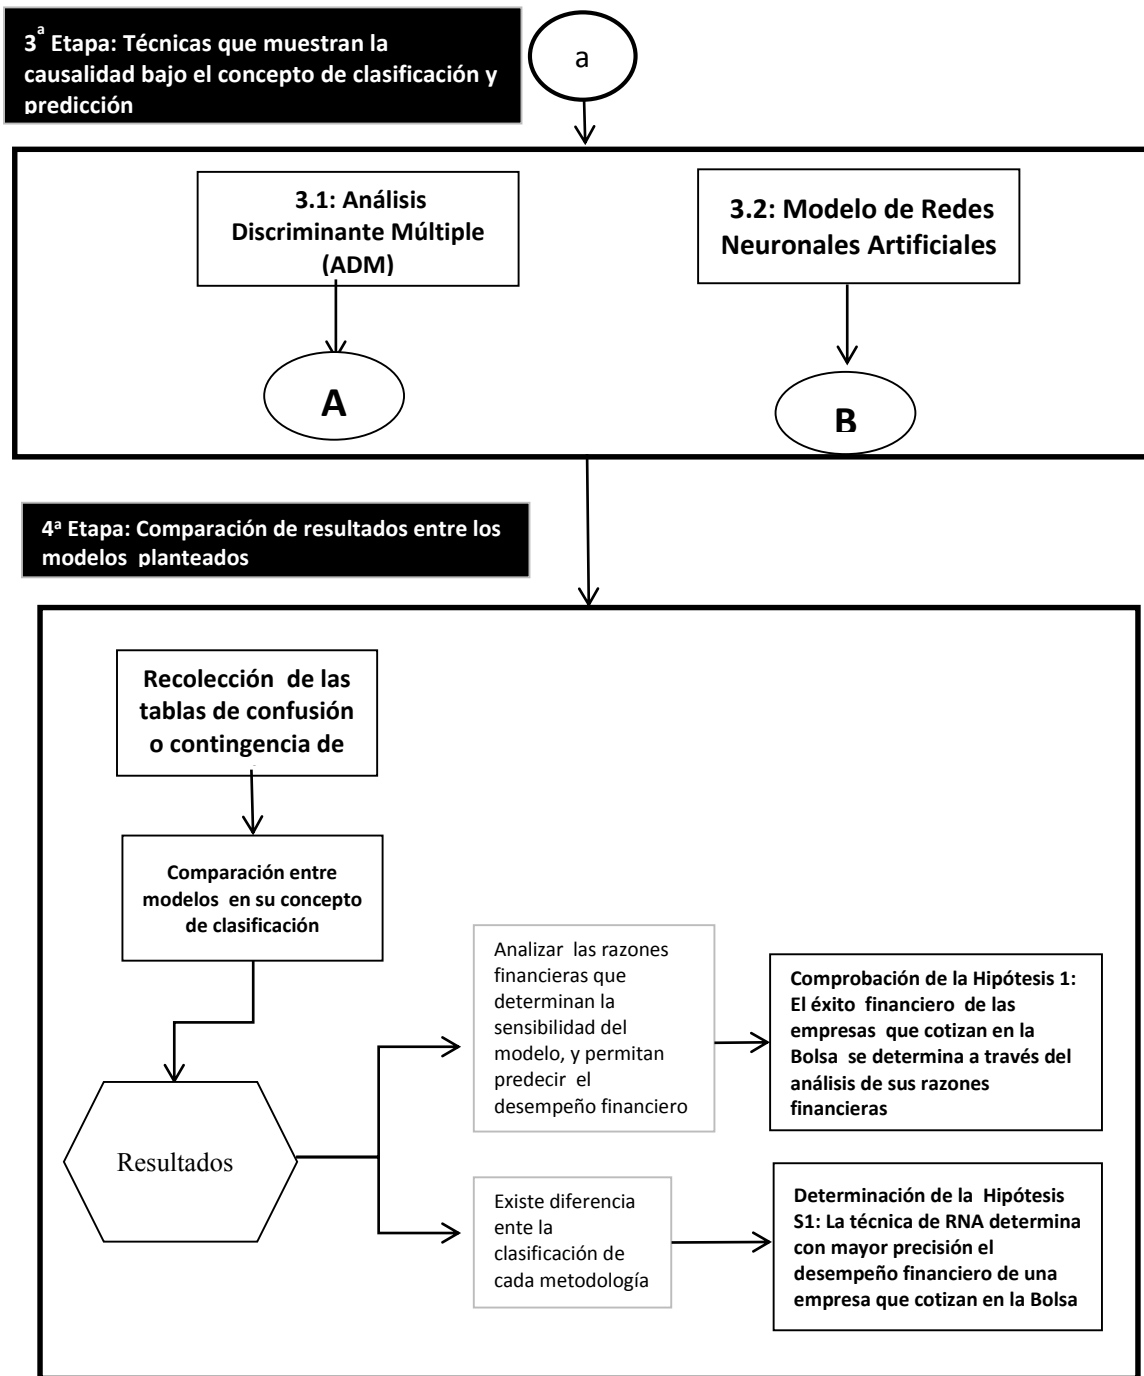 3ª Etapa: Técnicas que muestran la
causalidad bajo el concepto de clasificación y
predicción
a
3.1: Análisis
Discriminante Múltiple
(ADM)
3.2: Modelo de Redes
Neuronales Artificiales
A
B
4ª Etapa: Comparación de resultados entre los
modelos planteados
Recolección de las
tablas de confusión
o contingencia de
Comparación entre
modelos en su concepto
de clasificación
Resultados
Analizar las razones
financieras que
determinan la
sensibilidad del
modelo, y permitan
predecir el
desempeño financiero
Comprobación de la Hipótesis 1:
El éxito financiero de las
empresas que cotizan en la
Bolsa se determina a través del
análisis de sus razones
financieras
Existe diferencia
ente la
clasificación de
cada metodología
Determinación de la Hipótesis
S1: La técnica de RNA determina
con mayor precisión el
desempeño financiero de una
empresa que cotizan en la Bolsa